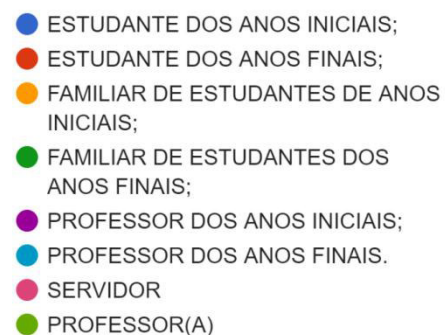 ESTUDANTE DOS ANOS INICIAIS;
ESTUDANTE DOS ANOS FINAIS;
FAMILIAR DE ESTUDANTES DE ANOS
INICIAIS;
FAMILIAR DE ESTUDANTES DOS
ANOS FINAIS;
PROFESSOR DOS ANOS INICIAIS;
PROFESSOR DOS ANOS FINAIS.
SERVIDOR
PROFESSOR(A)